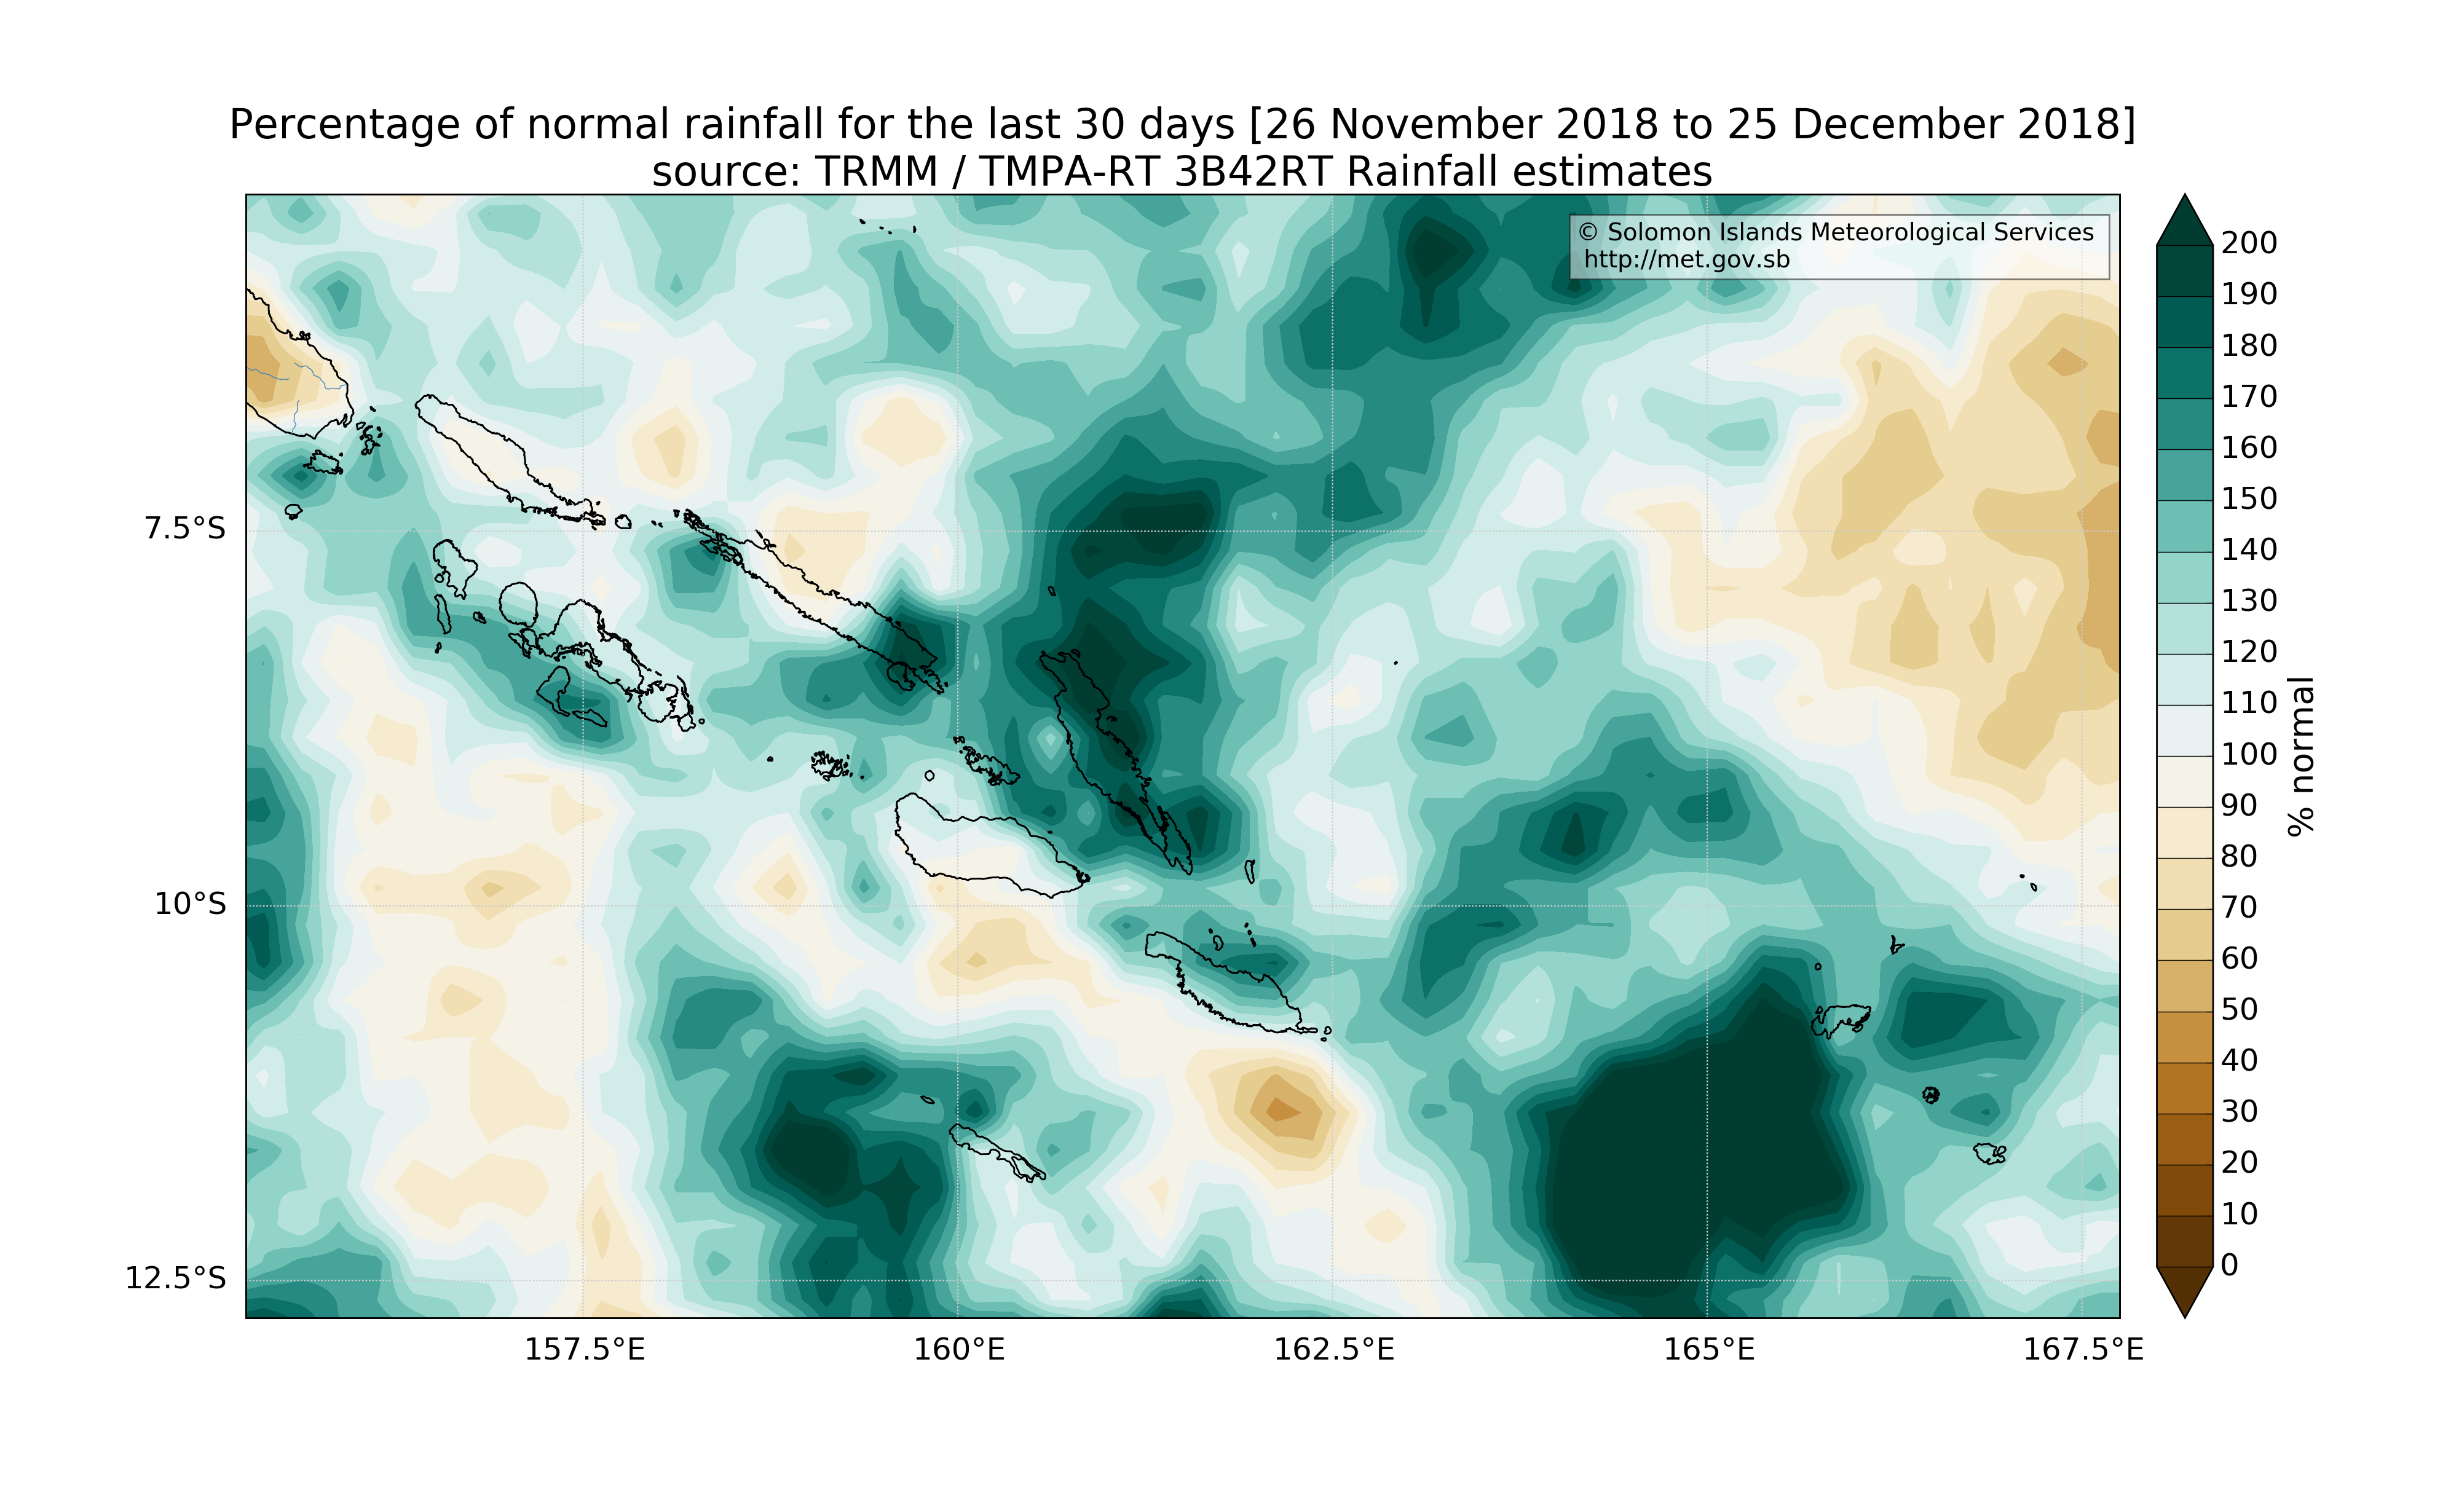 Percentage of normal rainfall for the last 30 days [26 November 2018 to 25 December 2018]
source: TRMM / TMPA-RT 3B42RT Rainfall estimates
© Solomon Islands Meteorological Services
http://met.gov.sb
7.5°S
10°S
12.5°S
157.5°E
160°E
162.5°E
165°E
167.5°E
200
190
180
170
160
150
140
130
120
110
100
90
80
70
60
50
40
30
20
10
0
% normal